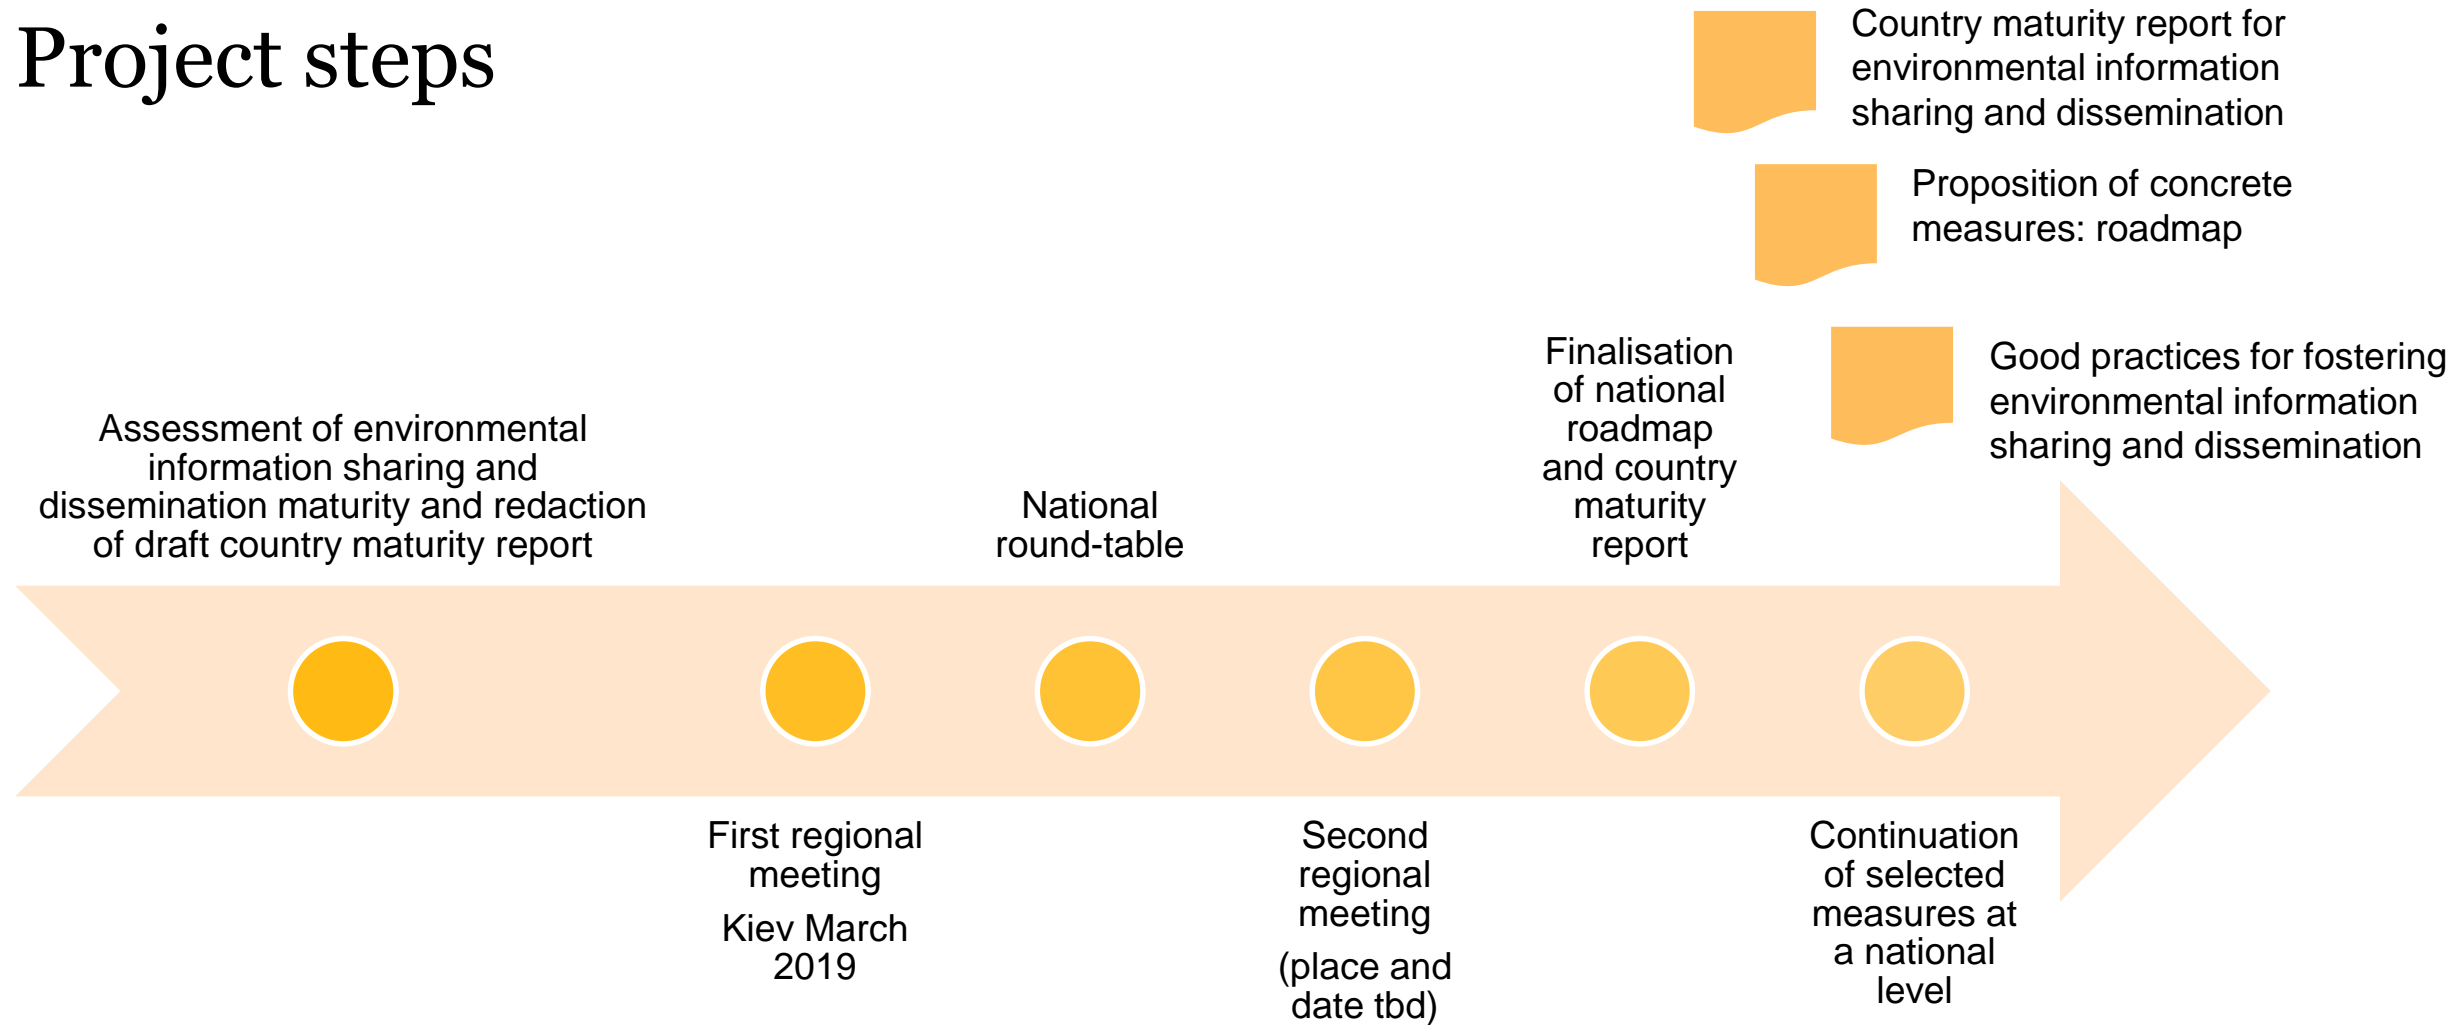 Project steps
Country maturity report for
environmental information
sharing and dissemination
Proposition of concrete
measures: roadmap
Good practices for fostering
environmental information
sharing and dissemination
Assessment of environmental
information sharing and
dissemination maturity and redaction
of draft country maturity report
First regional
meeting
Kiev March
2019
National
round-table
Second
regional
meeting
(place and
date tbd)
Finalisation
of national
roadmap
and country
maturity
report
Continuation
of selected
measures at
a national
level